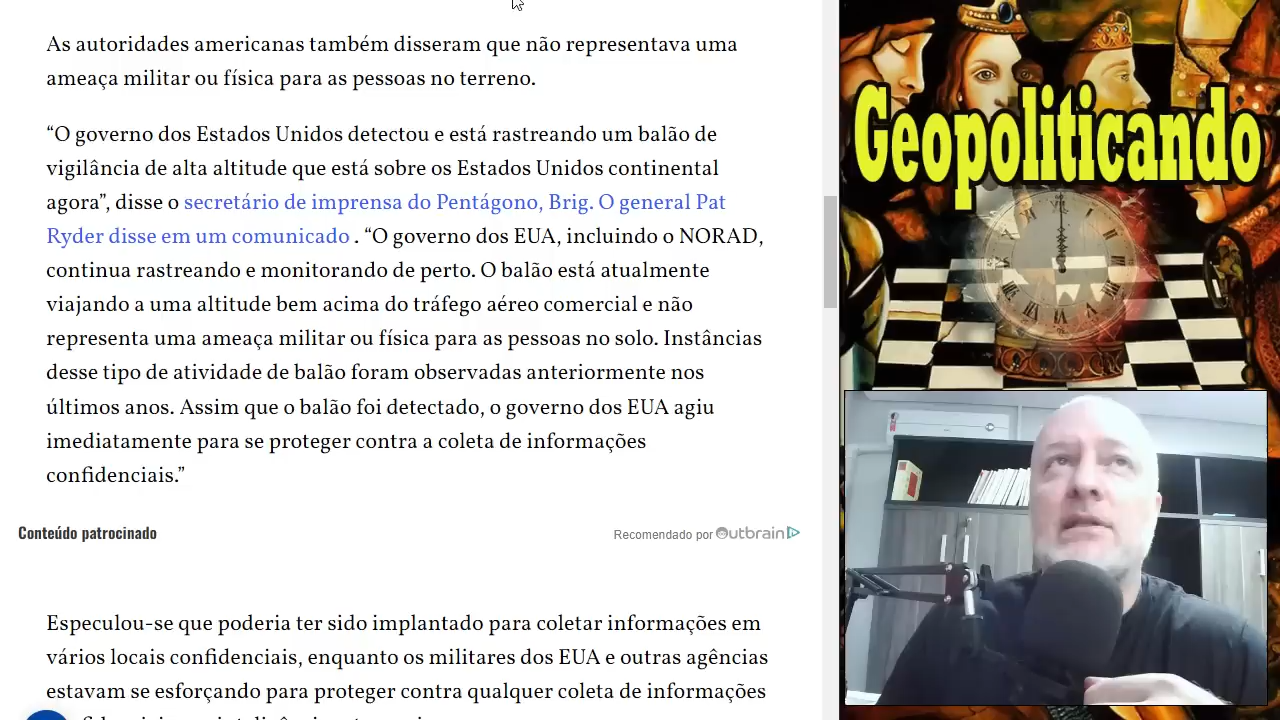 As autoridades americanas também disseram que não representava uma
ameaça militar ou física para as pessoas no terreno.
“O governo dos Estados Unidos detectou e está rastreando um balão de
vigilância de alta altitude que está sobre os Estados Unidos continental
agora”, disse o secretário de imprensa do Pentágono, Brig. O general Pat
Ryder disse em um comunicado . “O governo dos EUA, incluindo o NORAD,
continua rastreando e monitorando de perto. O balão está atualmente
viajando a uma altitude bem acima do tráfego aéreo comercial e não
representa uma ameaça militar ou física para as pessoas no solo. Instâncias
desse tipo de atividade de balão foram observadas anteriormente nos
últimos anos. Assim que o balão foi detectado, o governo dos EUA agiu
imediatamente para se proteger contra a coleta de informações
confidenciais.”
Conteúdo patrocinado
Recomendado por Outbrain
Especulou-se que poderia ter sido implantado para coletar informações em
vários locais confidenciais, enquanto os militares dos EUA e outras agências
estavam se esforçando para proteger contra qualquer coleta de informações
Geopoliticando